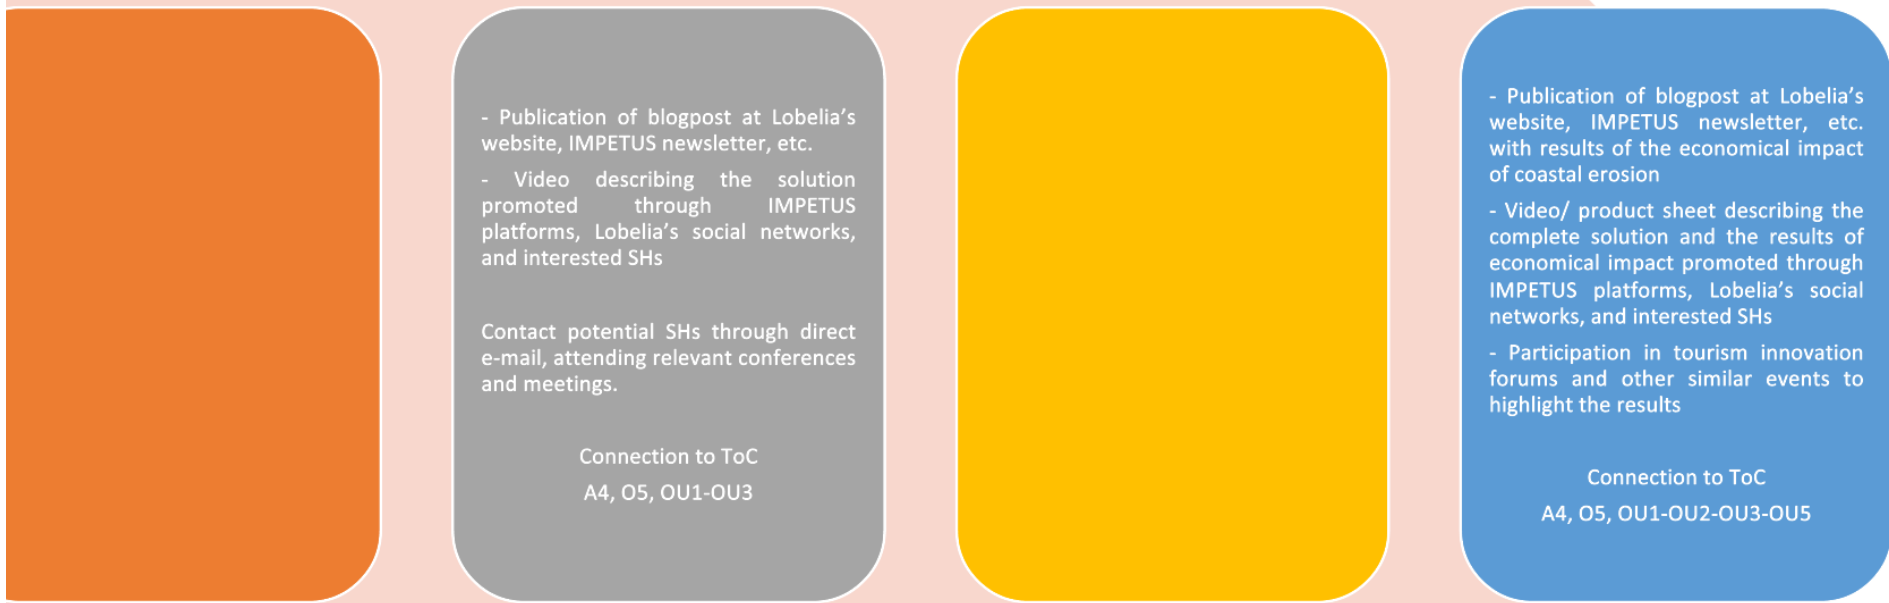 - Publication of blogpost at Lobelia’s
website, IMPETUS newsletter, etc.
- Video describing the solution
promoted through IMPETUS
platforms, Lobelia’s social networks,
and interested SHs
Contact potential SHs through direct
e-mail, attending relevant conferences
and meetings.
Connection to ToC
A4, O5, OU1-OU3
- Publication of blogpost at Lobelia’s
website, IMPETUS newsletter, etc.
with results of the economical impact
of coastal erosion
- Video/ product sheet describing the
complete solution and the results of
economical impact promoted through
IMPETUS platforms, Lobelia’s social
networks, and interested SHs
- Participation in tourism innovation
forums and other similar events to
highlight the results
Connection to ToC
A4, O5, OU1-OU2-OU3-OU5